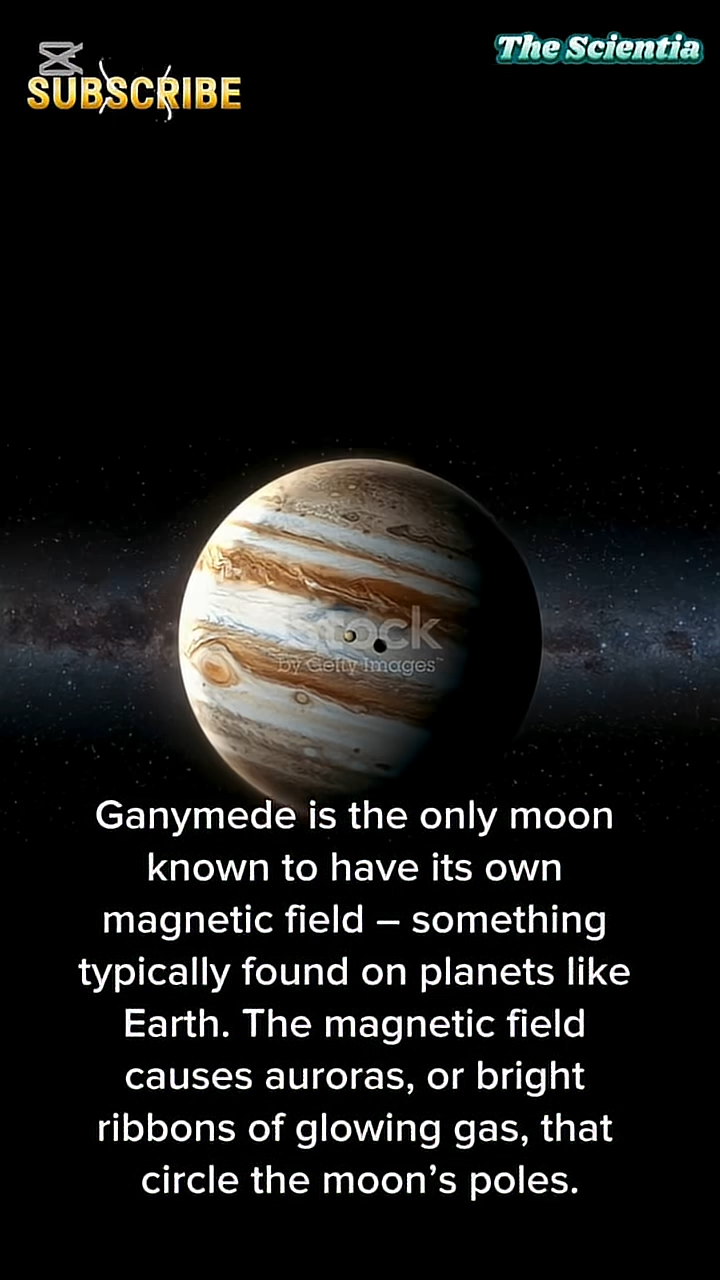 The Scientia
SUBSCRIBE
Stock
by Getty Images
Ganymede is the only moon
known to have its own
magnetic field – something
typically found on planets like
Earth. The magnetic field
causes auroras, or bright
ribbons of glowing gas, that
circle the moon’s poles.